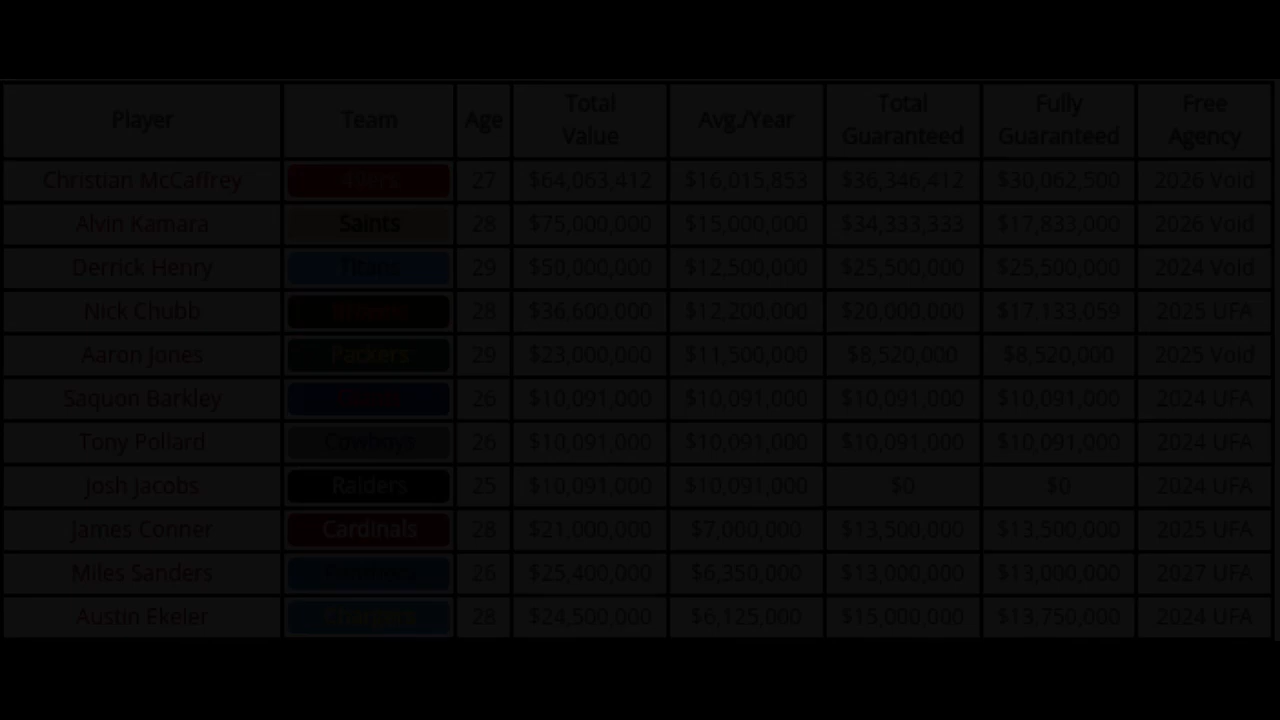 Player Team Age Total Value Avg./Year Total Guaranteed Fully Guaranteed Free Agency
Christian McCaffrey 49ers 27 $64,063,412 $16,015,853 $36,346,412 $30,062,500 2026 Void
Alvin Kamara Saints 28 $75,000,000 $15,000,000 $34,333,333 $17,833,000 2026 Void
Derrick Henry Titans 29 $50,000,000 $12,500,000 $25,500,000 $25,500,000 2024 Void
Nick Chubb 28 $36,600,000 $12,200,000 $20,000,000 $17,133,059 2025 UFA
Aaron Jones Packers 29 $23,000,000 $11,500,000 $8,520,000 $8,520,000 2025 Void
Saquon Barkley 26 $10,091,000 $10,091,000 $10,091,000 $10,091,000 2024 UFA
Tony Pollard Cowboys 26 $10,091,000 $10,091,000 $10,091,000 $10,091,000 2024 UFA
Josh Jacobs Raiders 25 $10,091,000 $10,091,000 $0 $0 2024 UFA
James Conner Cardinals 28 $21,000,000 $7,000,000 $13,500,000 $13,500,000 2025 UFA
Miles Sanders Panthers 26 $25,400,000 $6,350,000 $13,000,000 $13,000,000 2027 UFA
Austin Ekeler Chargers 28 $24,500,000 $6,125,000 $15,000,000 $13,750,000 2024 UFA